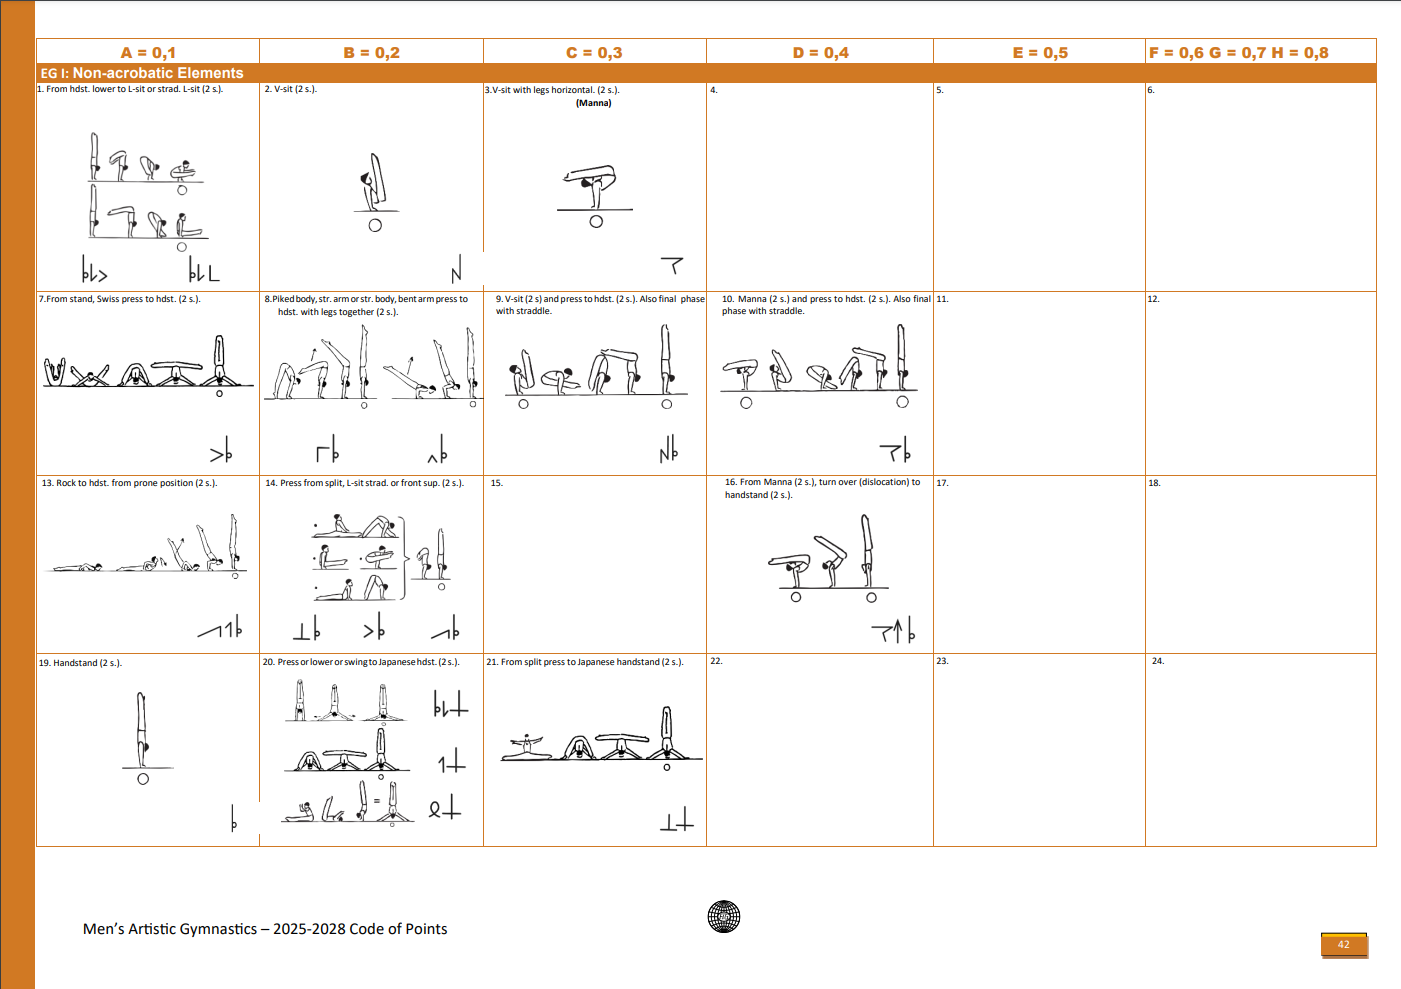 A = 0,1
B = 0,2
C = 0,3
D = 0,4
E = 0,5
F = 0,6 G = 0,7 H = 0,8
EG I: Non-acrobatic Elements
1. From hdst. lower to L-sit or strad. L-sit (2 s.).
2. V-sit (2 s.).
3.V-sit with legs horizontal. (2 s.).
(Manna)
4.
5.
6.
7.From stand, Swiss press to hdst. (2 s.).
8.Piked body, str. arm or str. body, bent arm press to
hdst. with legs together (2 s.).
9. V-sit (2 s) and press to hdst. (2 s.). Also final phase
with straddle.
10. Manna (2 s.) and press to hdst. (2 s.). Also final
phase with straddle.
11.
12.
13. Rock to hdst. from prone position (2 s.).
14. Press from split, L-sit strad. or front sup. (2 s.).
15.
16. From Manna (2 s.), turn over (dislocation) to
handstand (2 s.).
17.
18.
19. Handstand (2 s.).
20. Press or lower or swing to Japanese hdst. (2 s.).
21. From split press to Japanese handstand (2 s.).
22.
23.
24.
Men's Artistic Gymnastics – 2025-2028 Code of Points
42